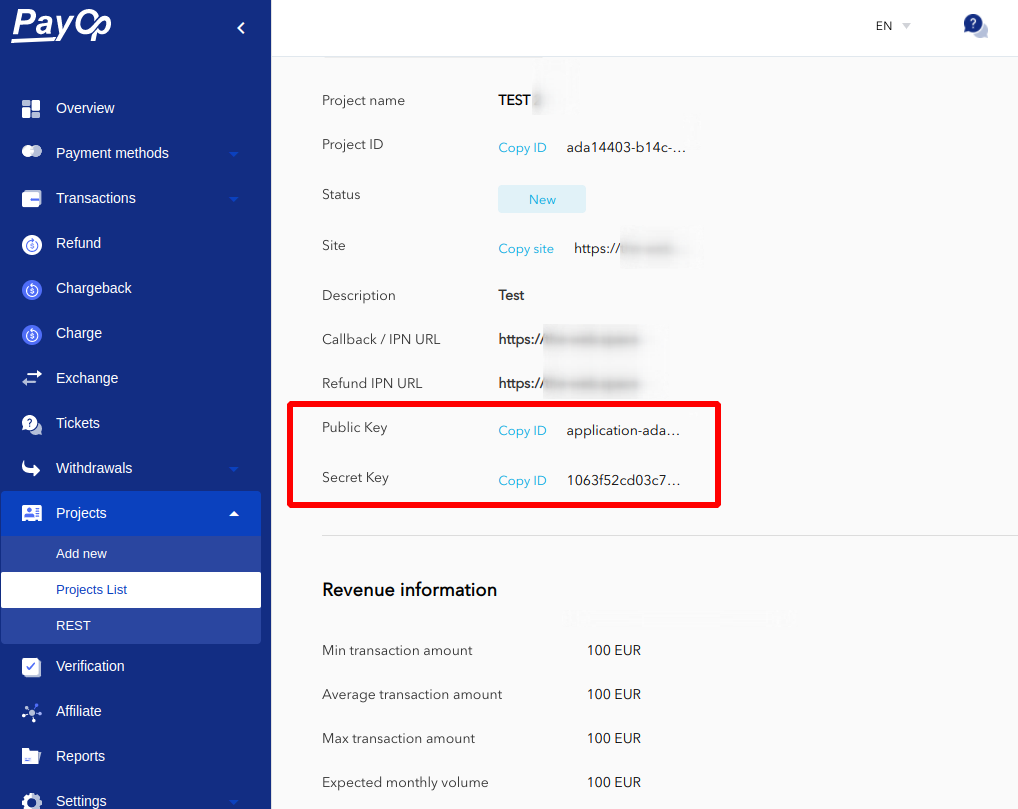 PayOp
EN
Overview
Payment methods
Transactions
Refund
Chargeback
Charge
Exchange
Tickets
Withdrawals
Projects
Add new
Projects List
REST
Verification
Affiliate
Reports
Settings
Project name TEST
Project ID Copy ID ada14403-b14c-...
Status New
Site Copy site https://
Description Test
Callback / IPN URL https://
Refund IPN URL https://
Public Key Copy ID application-ada...
Secret Key Copy ID 1063f52cd03c7...
Revenue information
Min transaction amount 100 EUR
Average transaction amount 100 EUR
Max transaction amount 100 EUR
Expected monthly volume 100 EUR